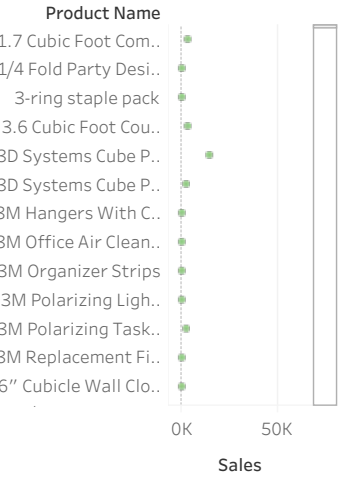 Product Name
1.7 Cubic Foot Com..
1/4 Fold Party Desi..
3-ring staple pack
3.6 Cubic Foot Cou..
3D Systems Cube P..
3D Systems Cube P..
3M Hangers With C..
3M Office Air Clean..
3M Organizer Strips
3M Polarizing Ligh..
3M Polarizing Task..
3M Replacement Fi..
6" Cubicle Wall Clo..
0K 50K
Sales